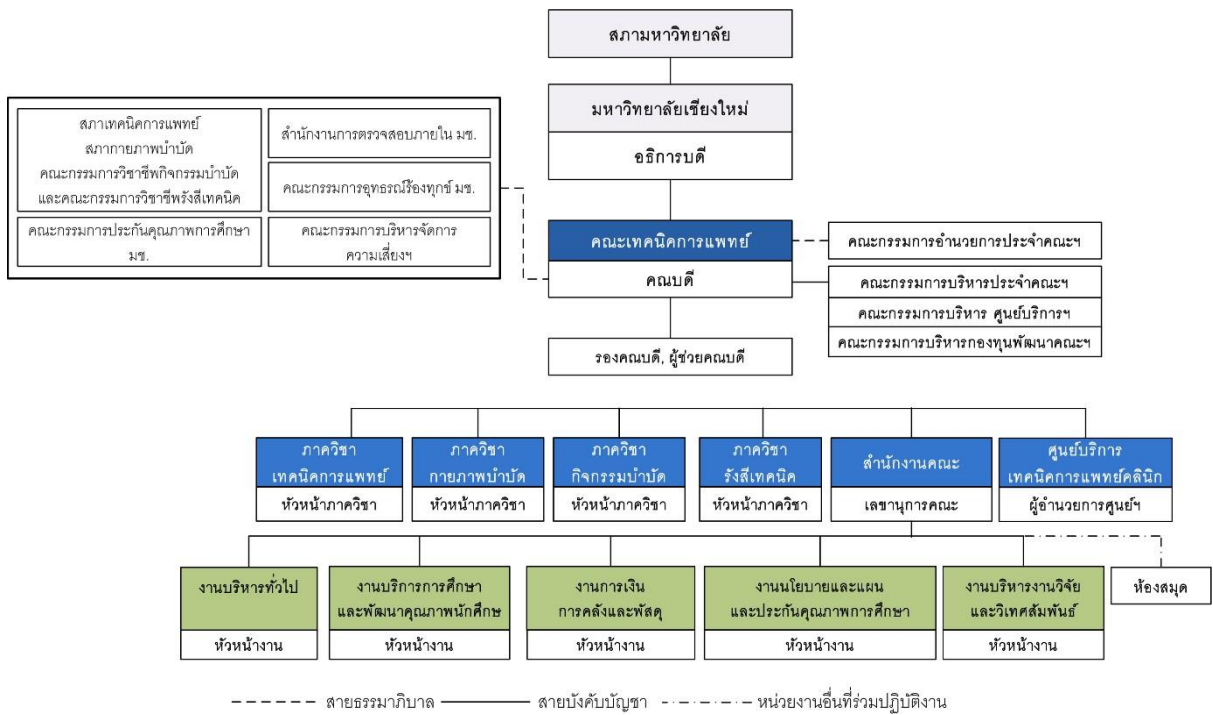 สภามหาวิทยาลัย
มหาวิทยาลัยเชียงใหม่
อธิการบดี
สภาเทคนิคการแพทย์
สภากายภาพบำบัด
คณะกรรมการวิชาชีพกิจกรรมบำบัด
และคณะกรรมการวิชาชีพรังสีเทคนิค
สำนักงานการตรวจสอบภายใน มช.
คณะกรรมการอุทธรณ์ร้องทุกข์ มช.
คณะกรรมการประกันคุณภาพการศึกษา
มช.
คณะกรรมการบริหารจัดการ
ความเสี่ยงฯ
คณะเทคนิคการแพทย์
คณบดี
คณะกรรมการอำนวยการประจำคณะฯ
คณะกรรมการบริหารประจำคณะฯ
คณะกรรมการบริหาร ศูนย์บริการฯ
คณะกรรมการบริหารกองทุนพัฒนาคณะฯ
รองคณบดี, ผู้ช่วยคณบดี
ภาควิชา
เทคนิคการแพทย์
หัวหน้าภาควิชา
ภาควิชา
กายภาพบำบัด
หัวหน้าภาควิชา
ภาควิชา
กิจกรรมบำบัด
หัวหน้าภาควิชา
ภาควิชา
รังสีเทคนิค
หัวหน้าภาควิชา
สำนักงานคณะ
เลขานุการคณะ
ศูนย์บริการ
เทคนิคการแพทย์คลินิก
ผู้อำนวยการศูนย์ฯ
งานบริหารทั่วไป
หัวหน้างาน
งานบริการการศึกษา
และพัฒนาคุณภาพนักศึกษ
หัวหน้างาน
งานการเงิน
การคลังและพัสดุ
หัวหน้างาน
งานนโยบายและแผน
และประกันคุณภาพการศึกษา
หัวหน้างาน
งานบริหารงานวิจัย
และวิเทศสัมพันธ์
หัวหน้างาน
ห้องสมุด
สายธรรมาภิบาล
สายบังคับบัญชา
หน่วยงานอื่นที่ร่วมปฏิบัติงาน